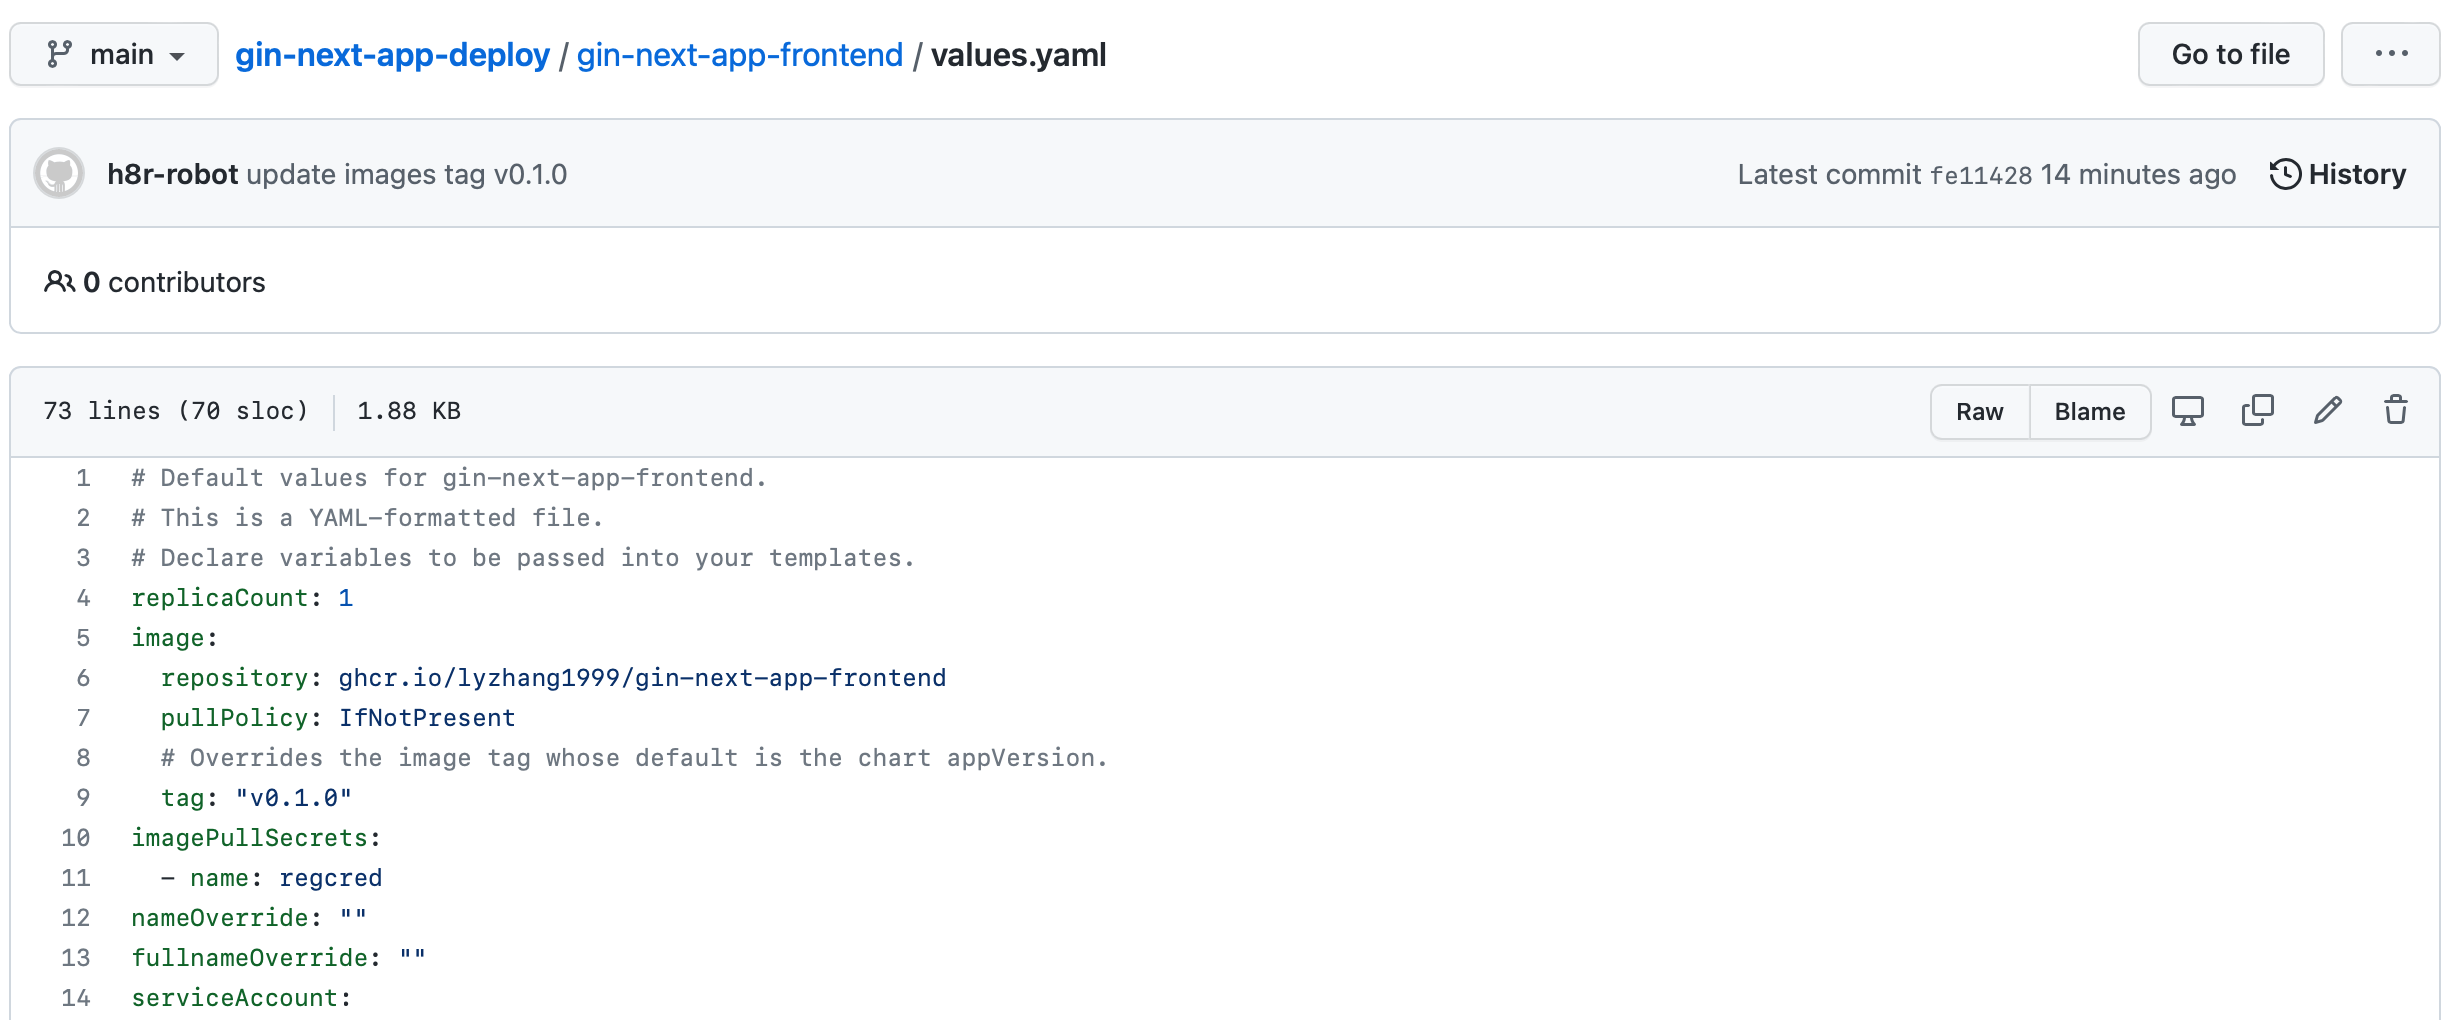 main gin-next-app-deploy / gin-next-app-frontend / values.yaml Go to file ...
h8r-robot update images tag v0.1.0 Latest commit fe11428 14 minutes ago History
0 contributors
73 lines (70 sloc) 1.88 KB Raw Blame
1 # Default values for gin-next-app-frontend.
2 # This is a YAML-formatted file.
3 # Declare variables to be passed into your templates.
4 replicaCount: 1
5 image:
6   repository: ghcr.io/lyzhang1999/gin-next-app-frontend
7   pullPolicy: IfNotPresent
8   # Overrides the image tag whose default is the chart appVersion.
9   tag: "v0.1.0"
10 imagePullSecrets:
11   - name: regcred
12 nameOverride: ""
13 fullnameOverride: ""
14 serviceAccount: